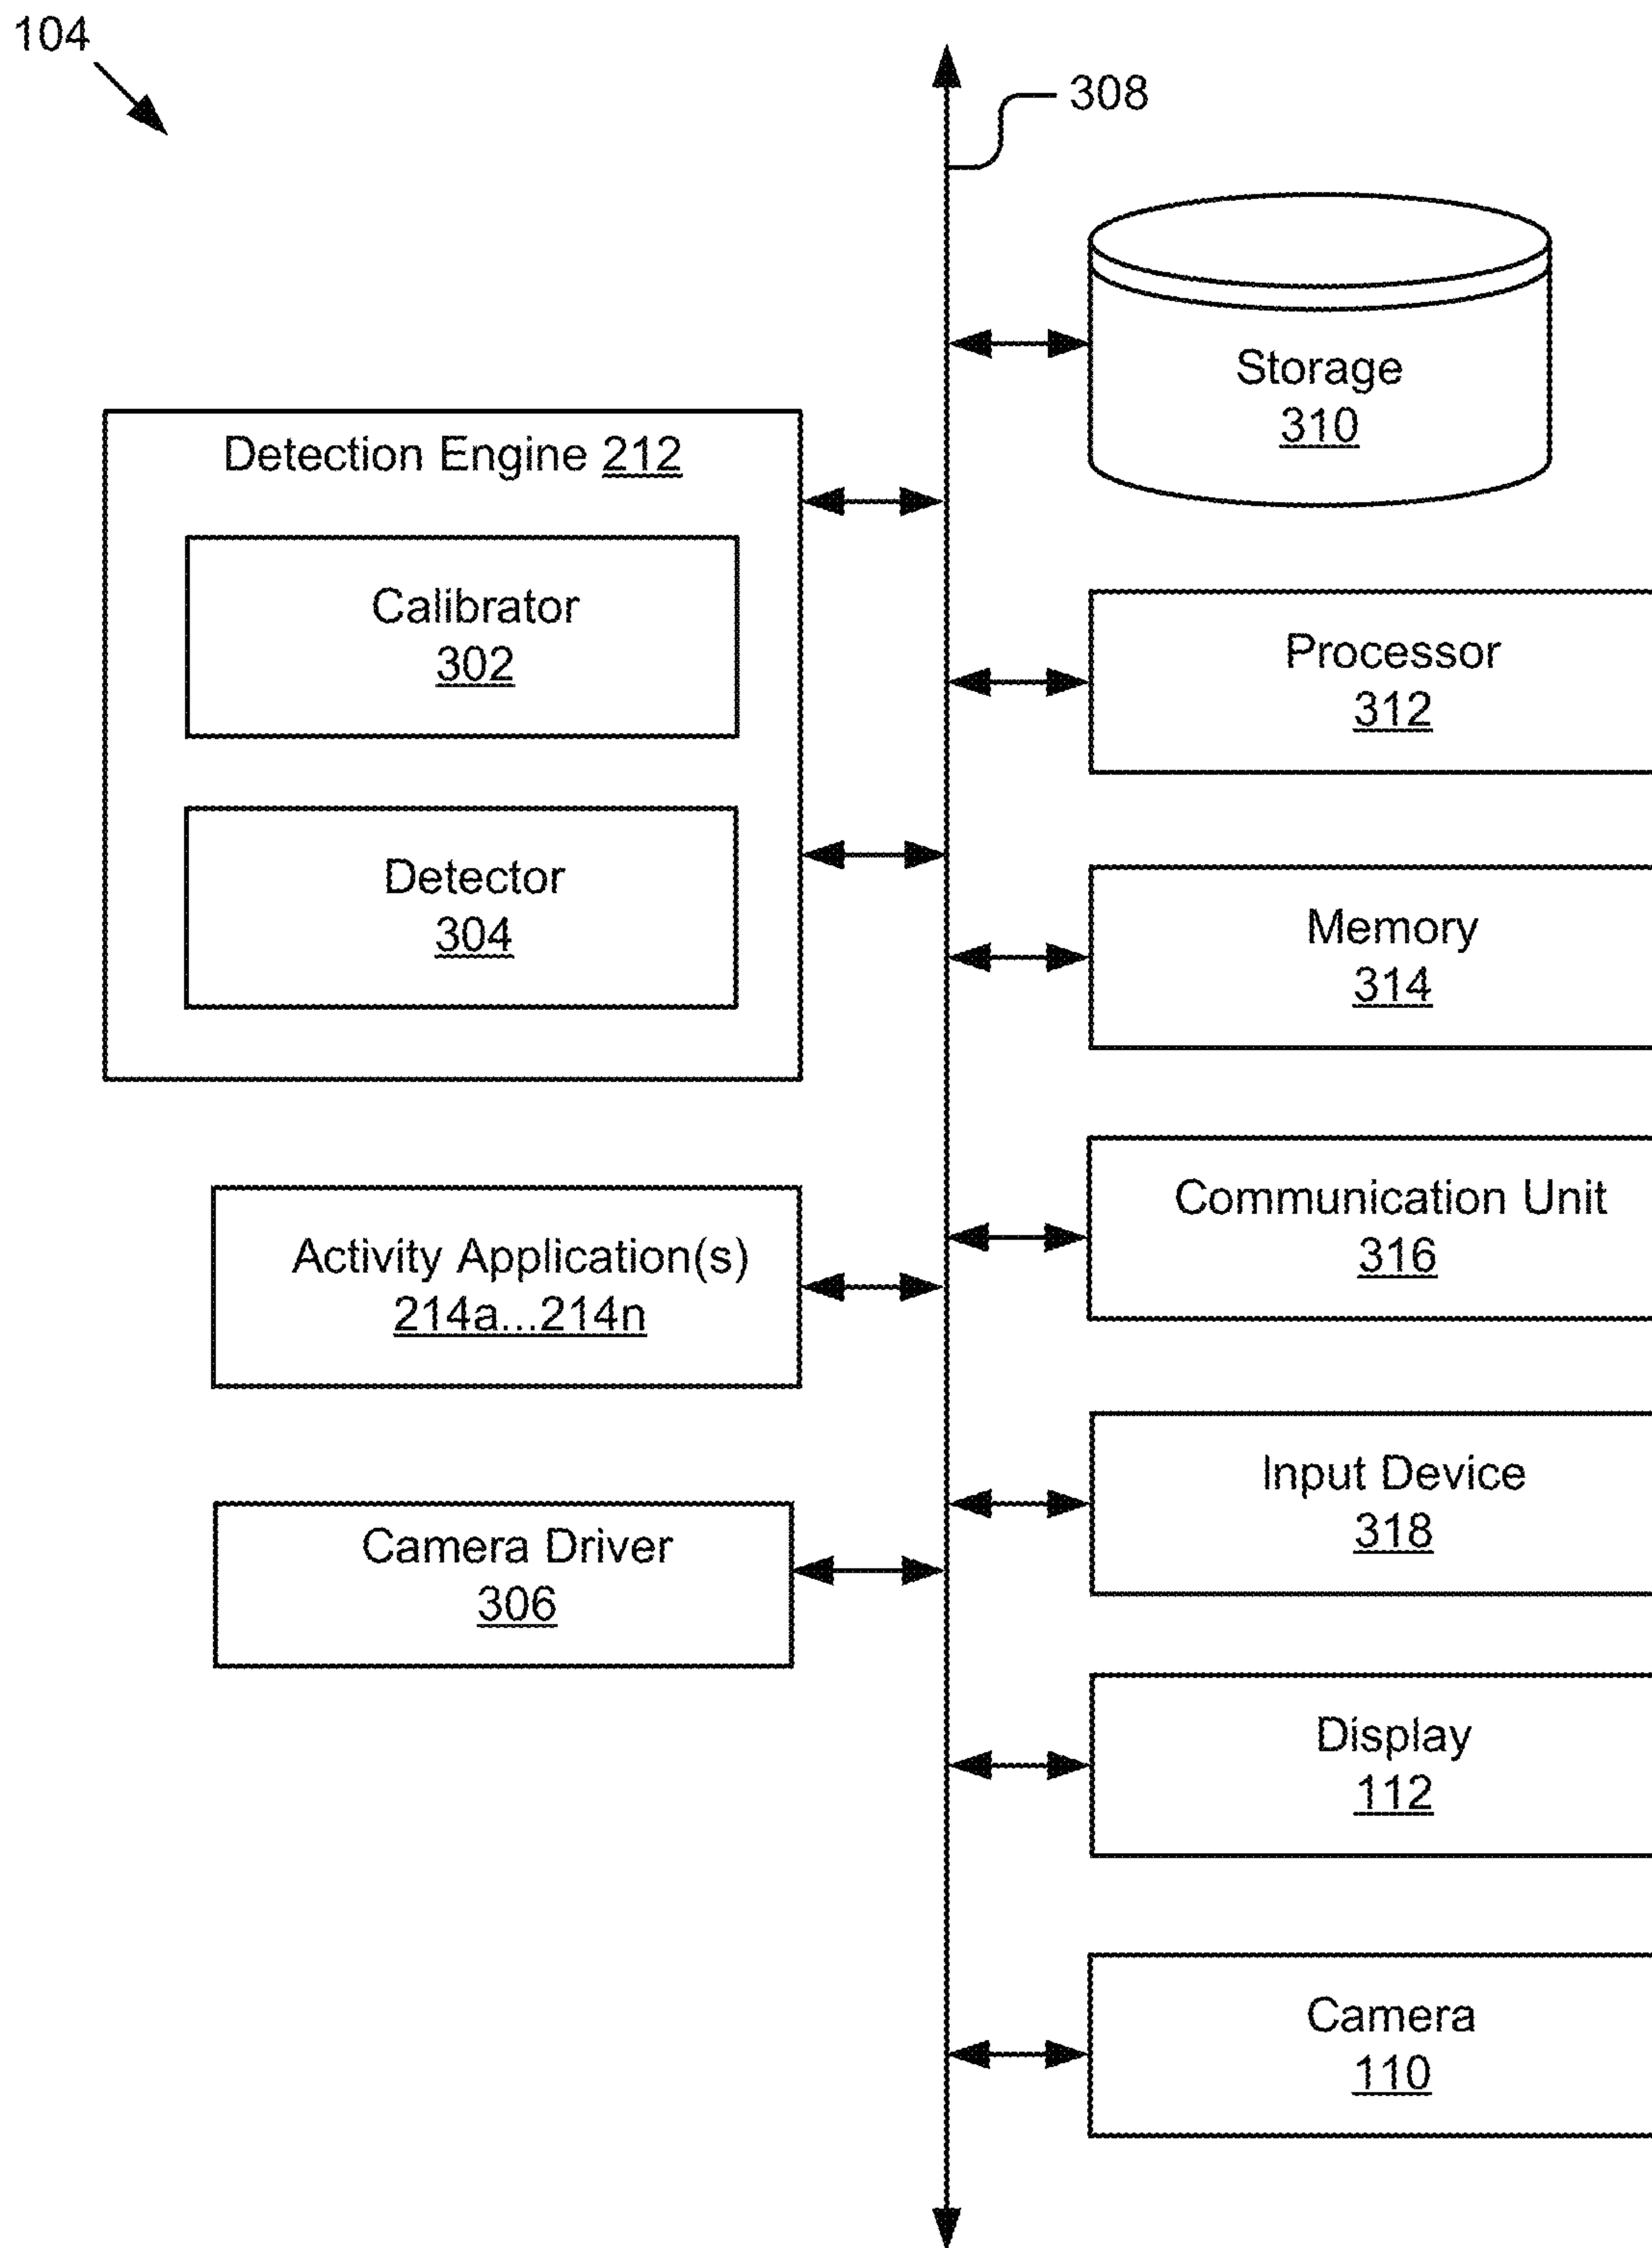 104
308
Storage
310
Detection Engine 212
Calibrator
302
Processor
312
Detector
304
Memory
314
Communication Unit
316
Activity Application(s)
214a...214n
Input Device
318
Camera Driver
306
Display
112
Camera
110